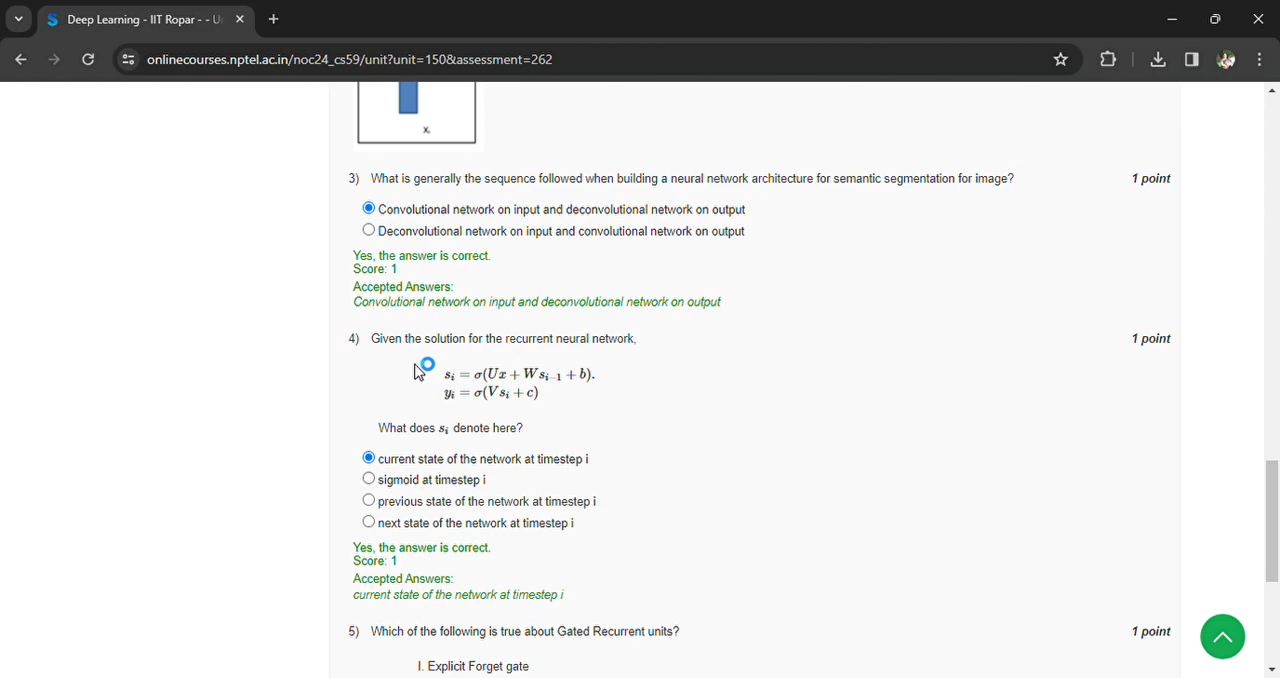 Deep Learning - IIT Ropar - - U
onlinecourses.nptel.ac.in/noc24_cs59/unit?unit=150&assessment=262
Xᵢ
3) What is generally the sequence followed when building a neural network architecture for semantic segmentation for image? 1 point
Convolutional network on input and deconvolutional network on output
Deconvolutional network on input and convolutional network on output
Yes, the answer is correct.
Score: 1
Accepted Answers:
Convolutional network on input and deconvolutional network on output
4) Given the solution for the recurrent neural network, 1 point
sᵢ = σ(Ux + Wsᵢ₋₁ + b).
yᵢ = σ(Vsᵢ + c)
What does sᵢ denote here?
current state of the network at timestep i
sigmoid at timestep i
previous state of the network at timestep i
next state of the network at timestep i
Yes, the answer is correct.
Score: 1
Accepted Answers:
current state of the network at timestep i
5) Which of the following is true about Gated Recurrent units? 1 point
I. Explicit Forget gate